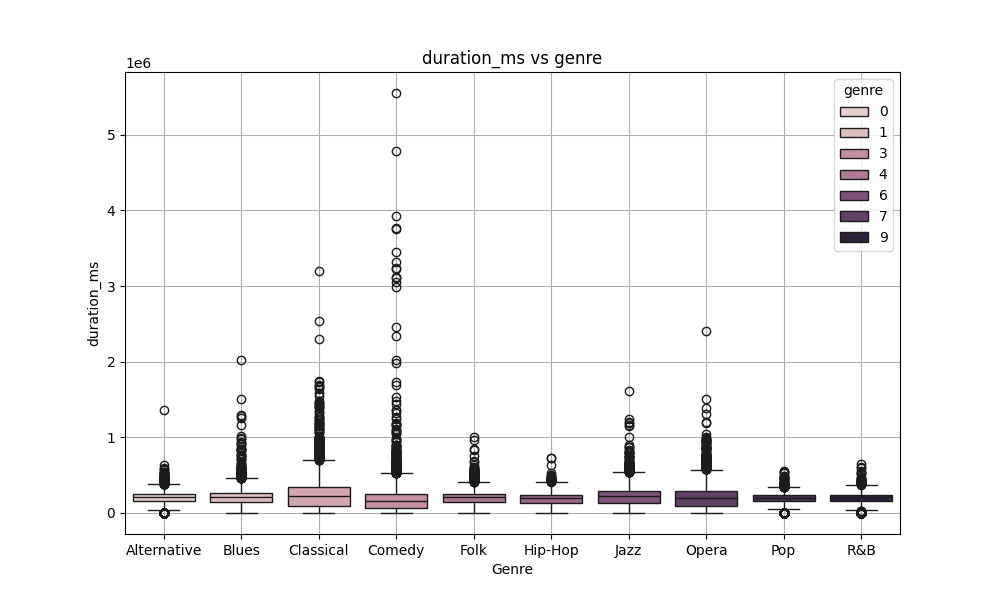 duration_ms vs genre
1e6
genre
0
1
3
4
6
7
9
5
4
3
2
1
0
duration_ms
Alternative Blues Classical Comedy Folk Hip-Hop Jazz Opera Pop R&B
Genre